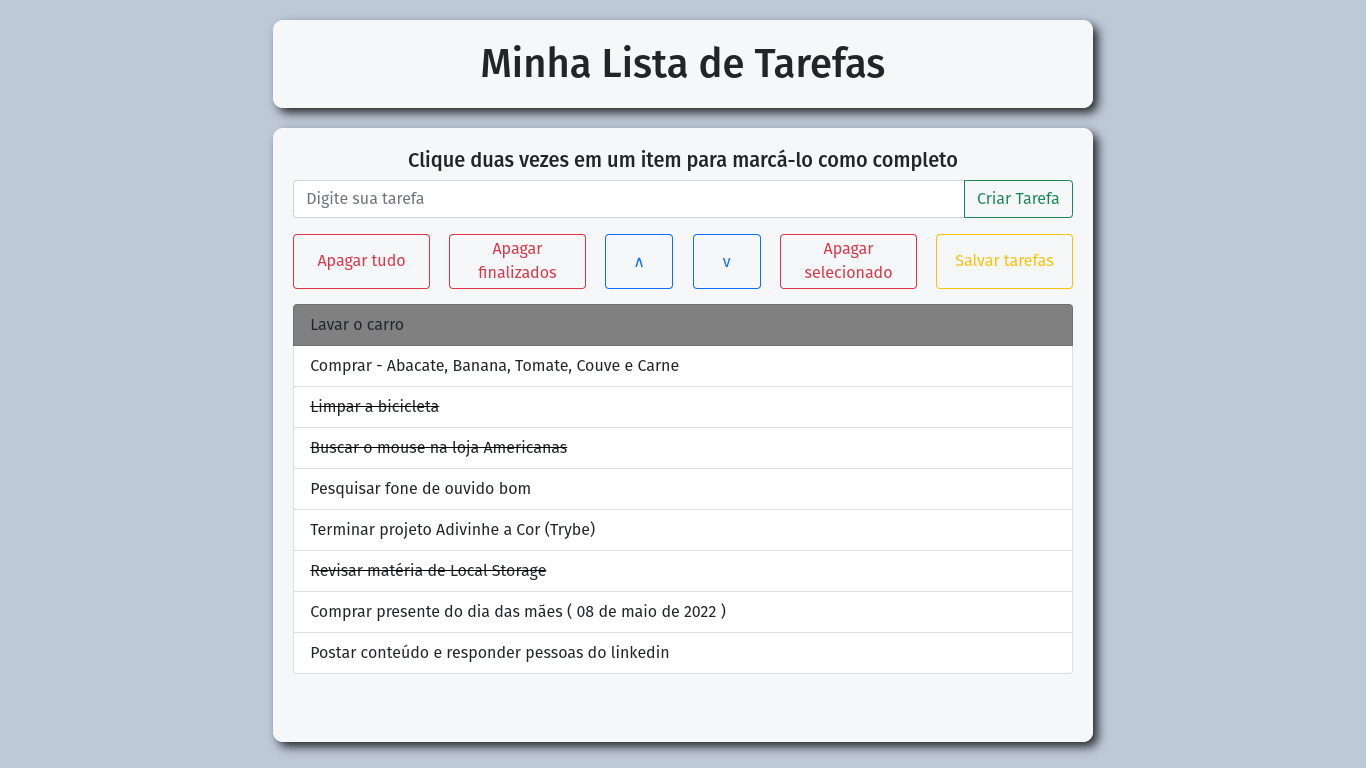 Minha Lista de Tarefas
Clique duas vezes em um item para marcá-lo como completo
Digite sua tarefa
Criar Tarefa
Apagar tudo
Apagar
finalizados
∧
∨
Apagar
selecionado
Salvar tarefas
Lavar o carro
Comprar - Abacate, Banana, Tomate, Couve e Carne
Limpar a bicicleta
Buscar o mouse na loja Americanas
Pesquisar fone de ouvido bom
Terminar projeto Adivinhe a Cor (Trybe)
Revisar matéria de Local Storage
Comprar presente do dia das mães ( 08 de maio de 2022 )
Postar conteúdo e responder pessoas do linkedin